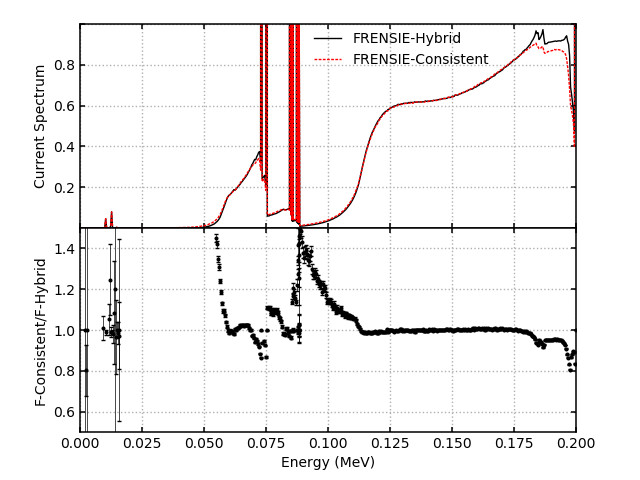 Current Spectrum
0.8
0.6
0.4
0.2
FRENSIE-Hybrid
FRENSIE-Consistent
F-Consistent/F-Hybrid
1.4
1.2
1.0
0.8
0.6
0.000 0.025 0.050 0.075 0.100 0.125 0.150 0.175 0.200
Energy (MeV)